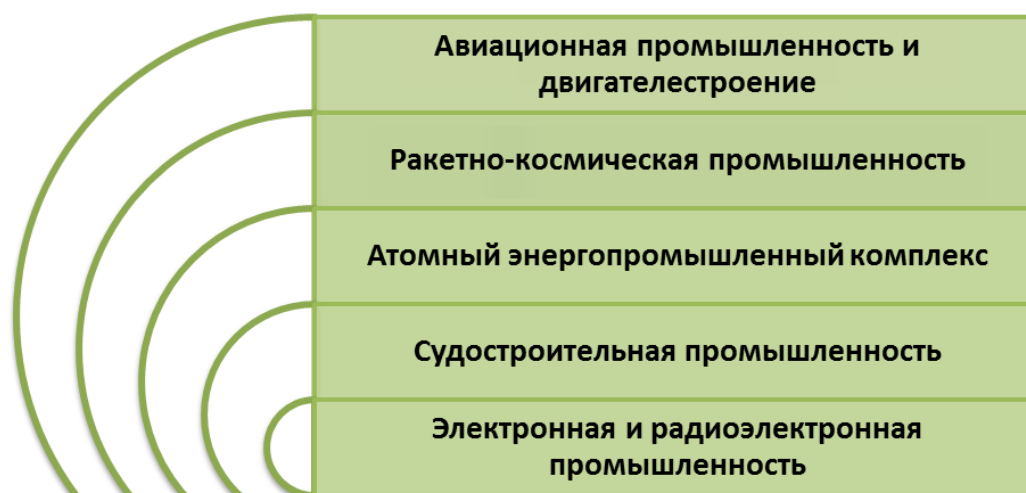 Авиационная промышленность и
двигателестроение
Ракетно-космическая промышленность
Атомный энергопромышленный комплекс
Судостроительная промышленность
Электронная и радиоэлектронная
промышленность